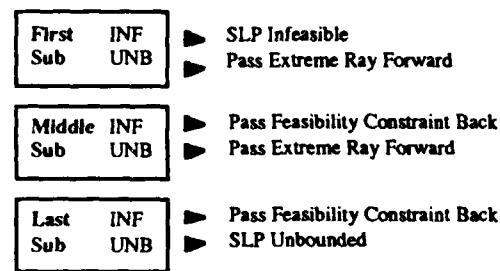 First INF ► SLP Infeasible
Sub UNB ► Pass Extreme Ray Forward
Middle INF ► Pass Feasibility Constraint Back
Sub UNB ► Pass Extreme Ray Forward
Last INF ► Pass Feasibility Constraint Back
Sub UNB ► SLP Unbounded